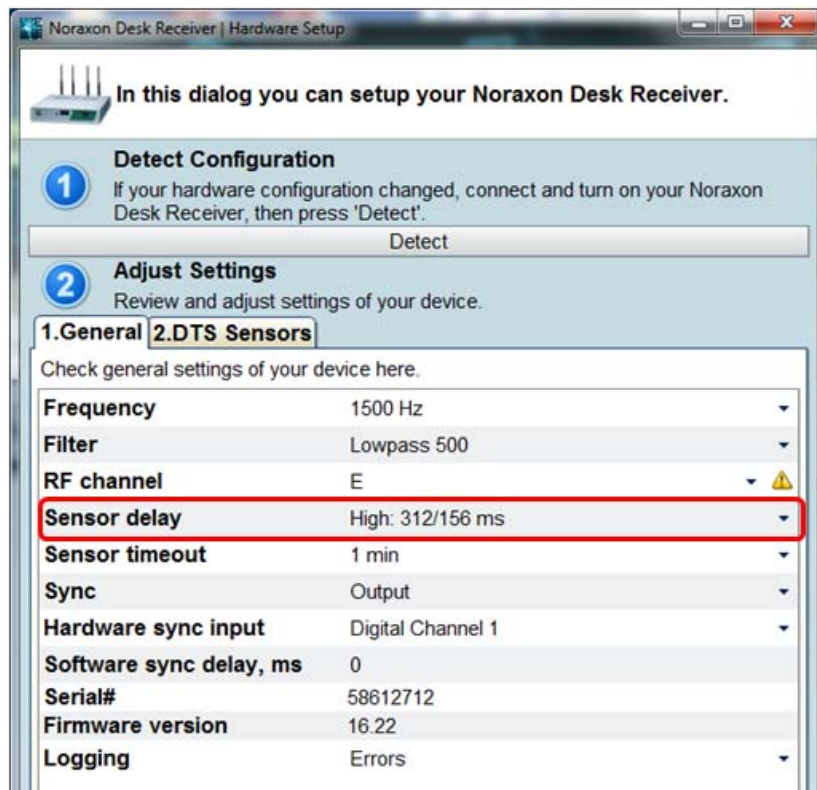 Noraxon Desk Receiver | Hardware Setup
In this dialog you can setup your Noraxon Desk Receiver.
1
Detect Configuration
If your hardware configuration changed, connect and turn on your Noraxon
Desk Receiver, then press 'Detect'.
Detect
2
Adjust Settings
Review and adjust settings of your device.
1.General 2.DTS Sensors
Check general settings of your device here.
Frequency 1500 Hz
Filter Lowpass 500
RF channel E
Sensor delay High: 312/156 ms
Sensor timeout 1 min
Sync Output
Hardware sync input Digital Channel 1
Software sync delay, ms 0
Serial# 58612712
Firmware version 16.22
Logging Errors